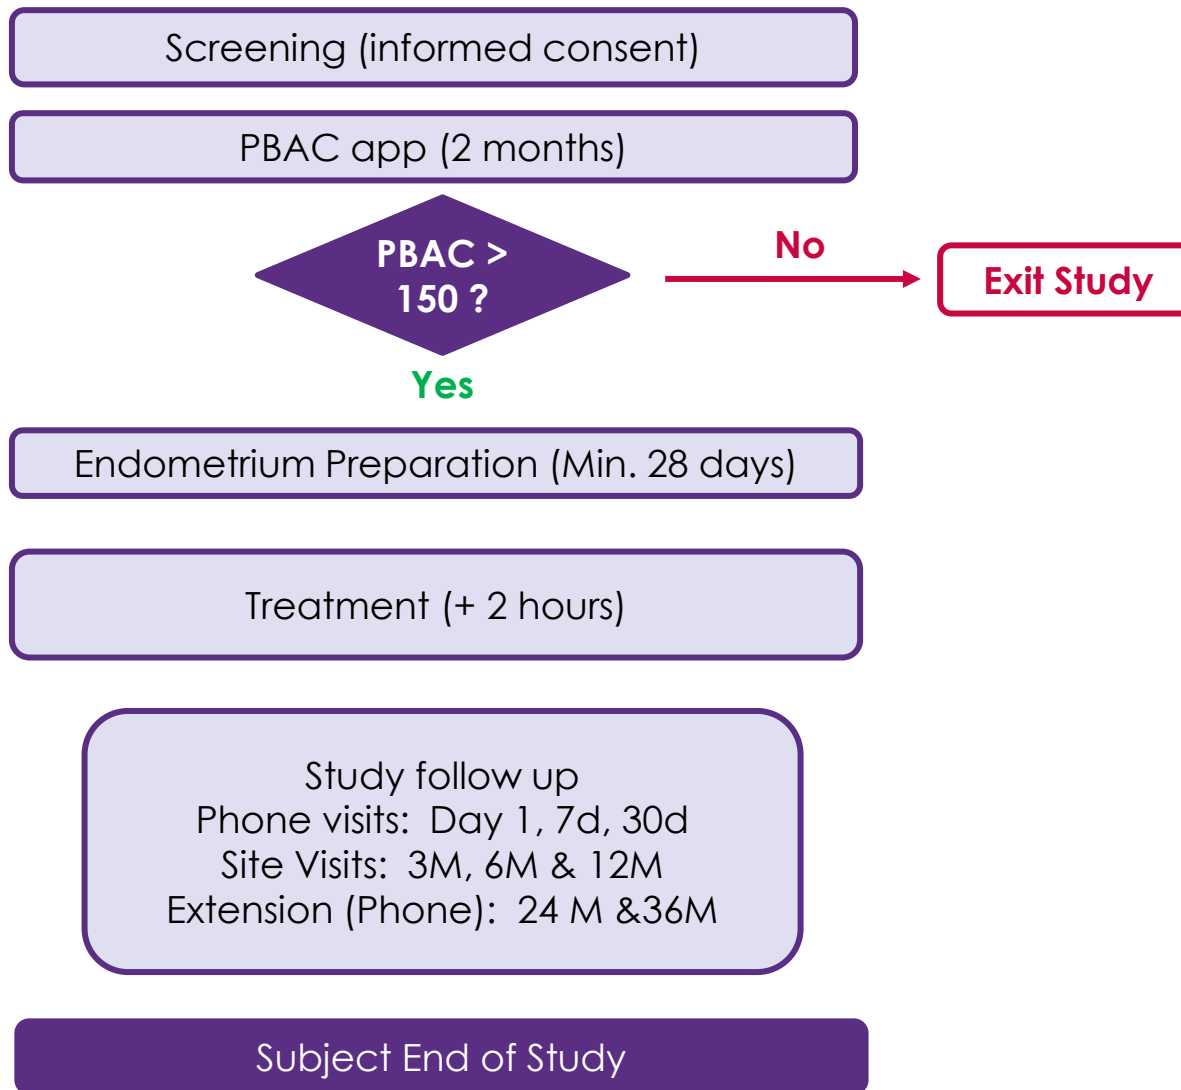 Screening (informed consent)
PBAC app (2 months)
PBAC >
150 ?
No
Exit Study
Yes
Endometrium Preparation (Min. 28 days)
Treatment (+ 2 hours)
Study follow up
Phone visits:  Day 1, 7d, 30d
Site Visits:  3M, 6M & 12M
Extension (Phone):  24 M &36M
Subject End of Study